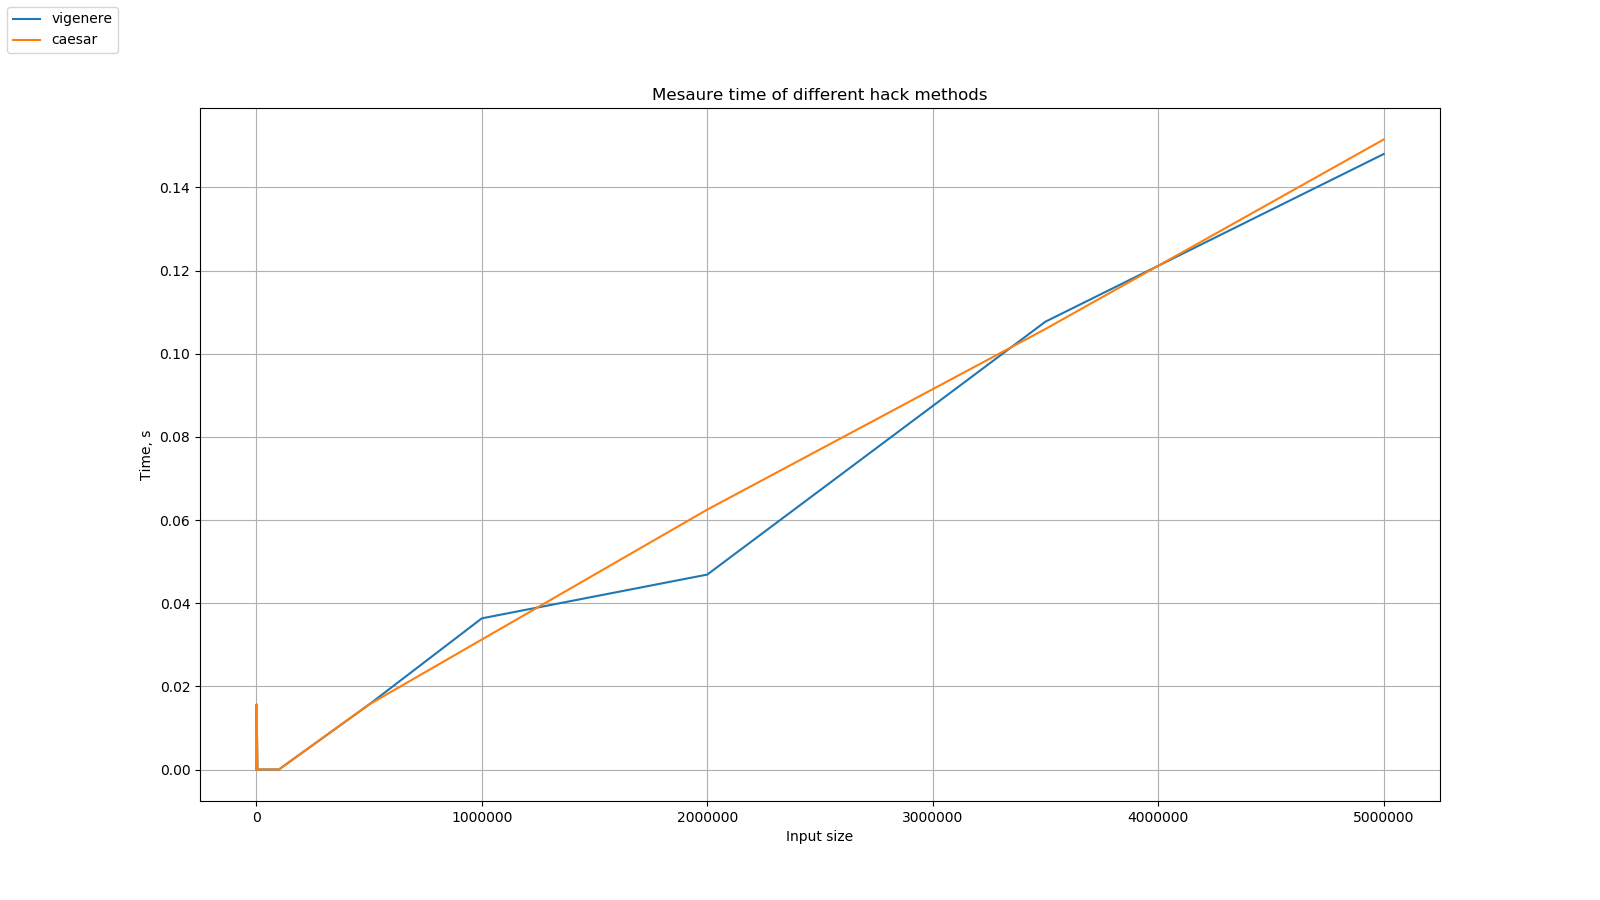 vigenere
caesar
Mesaure time of different hack methods
Time, s
0.14
0.12
0.10
0.08
0.06
0.04
0.02
0.00
0 1000000 2000000 3000000 4000000 5000000
Input size